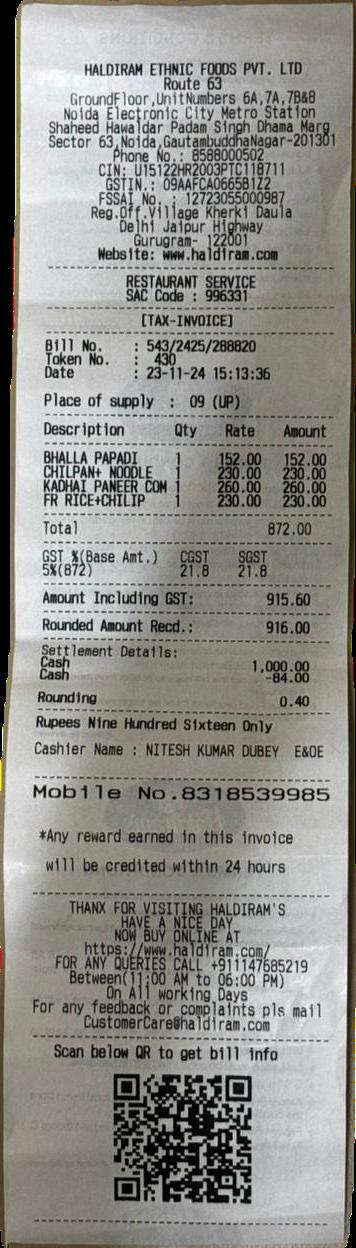 HALDIRAM ETHNIC FOODS PVT. LTD
Route 63
GroundFloor,UnitNumbers 6A,7A,7B&8
Noida Electronic City Metro Station
Shaheed Hawaldar Padam Singh Dhama Marg
Sector 63,Noida,GautambuddhaNagar-201301
Phone No.: 8588000502
CIN: U15122HR2003PTC118711
GSTIN.: 09AAFCA0665B1Z2
FSSAI No. : 12723055000987
Reg.Off.Village Kherki Daula
Delhi Jaipur Highway
Gurugram- 122001
Website: www.haldiram.com
RESTAURANT SERVICE
SAC Code : 996331
[TAX-INVOICE]
Bill No. : 543/2425/288820
Token No. : 430
Date : 23-11-24 15:13:36
Place of supply : 09 (UP)
Description Qty Rate Amount
BHALLA PAPADI 1 152.00 152.00
CHILPAN+ NOODLE 1 230.00 230.00
KADHAI PANEER COM 1 260.00 260.00
FR RICE+CHILIP 1 230.00 230.00
Total 872.00
GST %(Base Amt.) CGST SGST
5%(872) 21.8 21.8
Amount Including GST: 915.60
Rounded Amount Recd.: 916.00
Settlement Details:
Cash 1,000.00
Cash -84.00
Rounding 0.40
Rupees Nine Hundred Sixteen Only
Cashier Name : NITESH KUMAR DUBEY E&OE
Mobile No.8318539985
*Any reward earned in this invoice
will be credited within 24 hours
THANX FOR VISITING HALDIRAM'S
HAVE A NICE DAY
NOW BUY ONLINE AT
https://www.haldiram.com/
FOR ANY QUERIES CALL +911147685219
Between(11:00 AM to 06:00 PM)
On All working Days
For any feedback or complaints pls mail
CustomerCare@haldiram.com
Scan below QR to get bill info